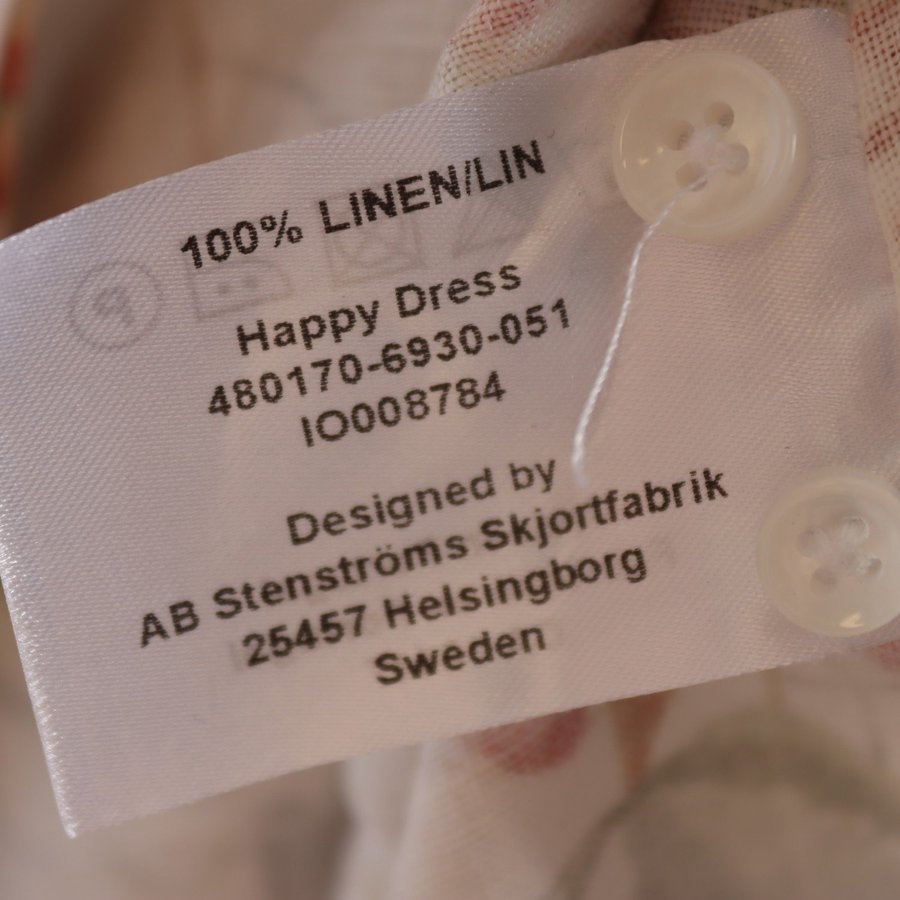 100% LINEN/LIN
Happy Dress
480170-6930-051
IO008784
Designed by
AB Stenströms Skjortfabrik
25457 Helsingborg
Sweden